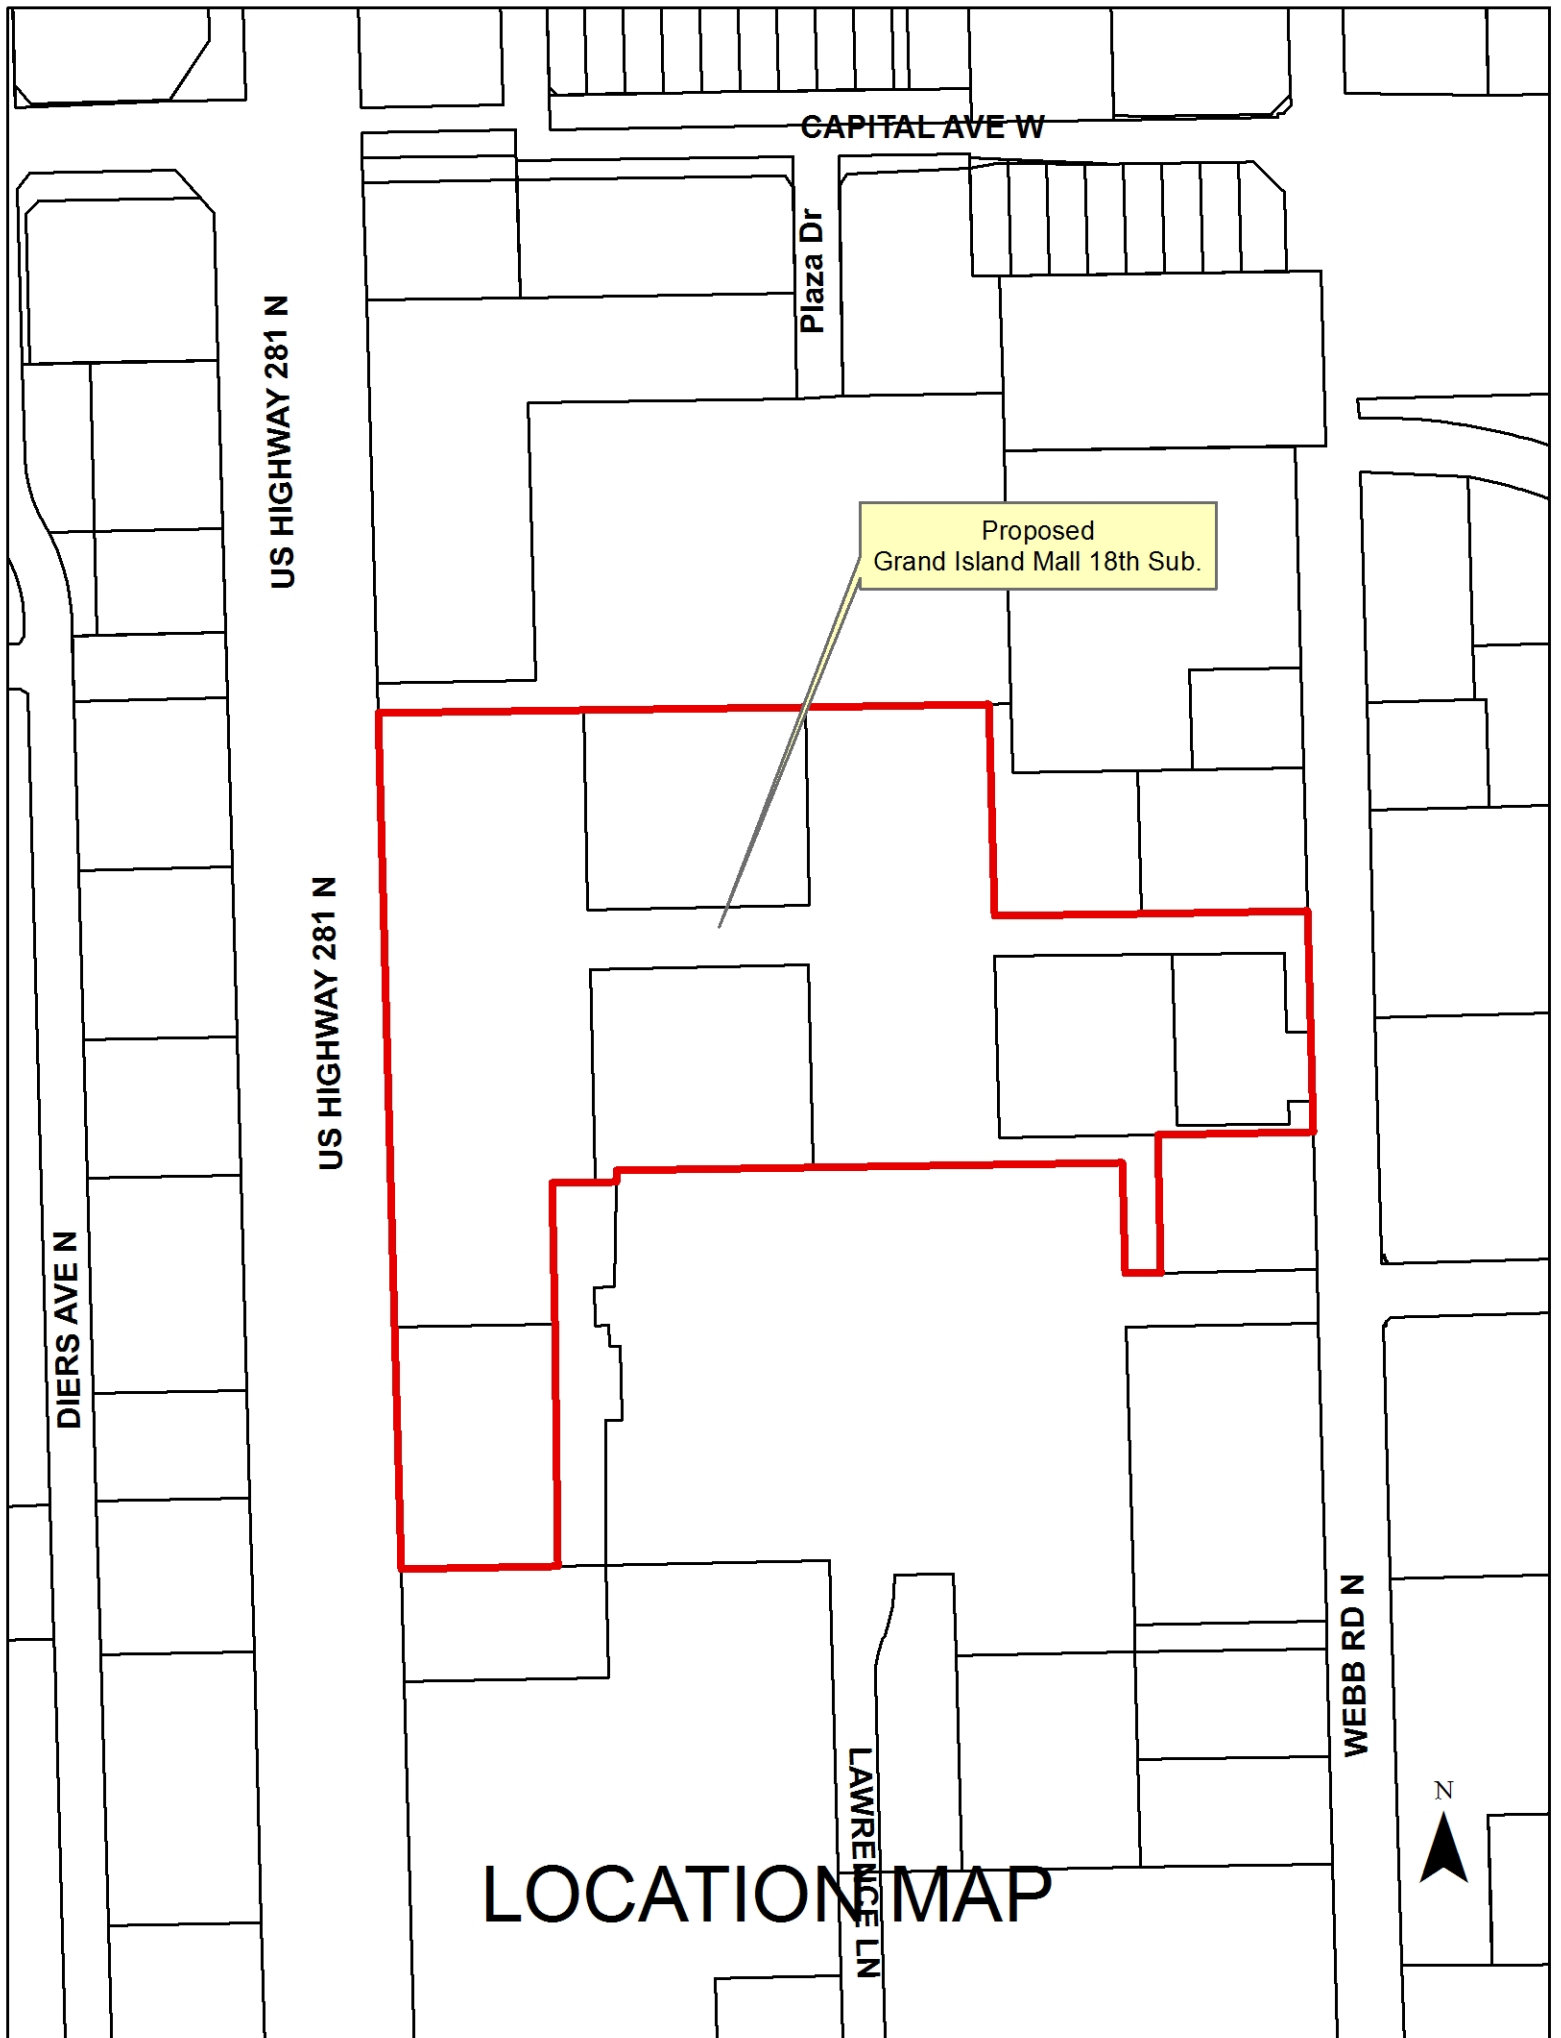 CAPITAL AVE W
Plaza Dr
US HIGHWAY 281 N
Proposed
Grand Island Mall 18th Sub.
US HIGHWAY 281 N
DIERS AVE N
WEBB RD N
LAWRENCE LN
N
LOCATION MAP